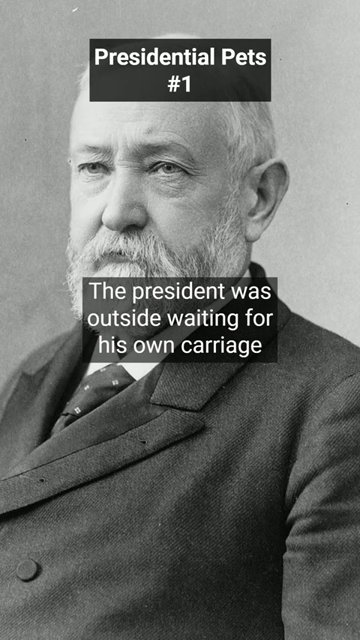 Presidential Pets
#1
The president was
outside waiting for
his own carriage